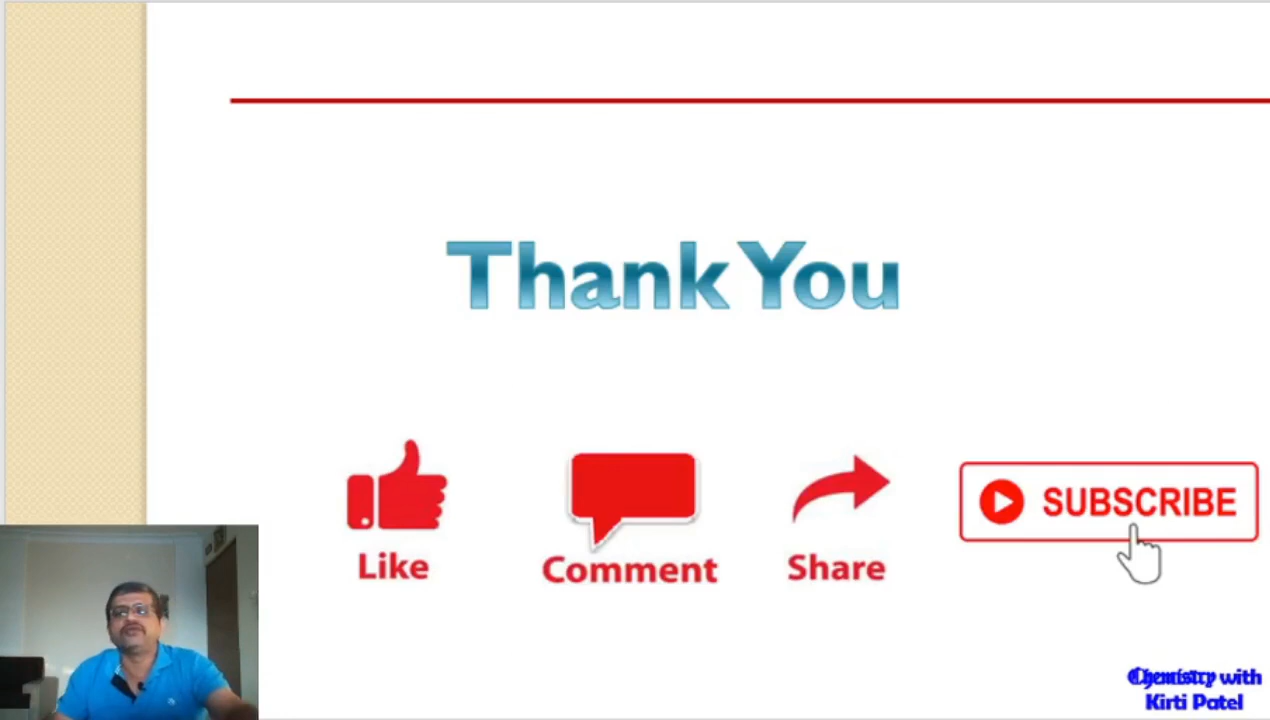 Thank You
Like
Comment
Share
SUBSCRIBE
Chemistry with
Kirti Patel